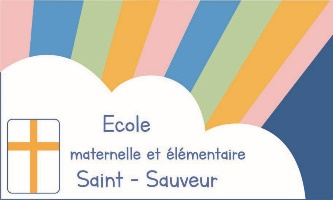 Ecole
maternelle et élémentaire
Saint - Sauveur